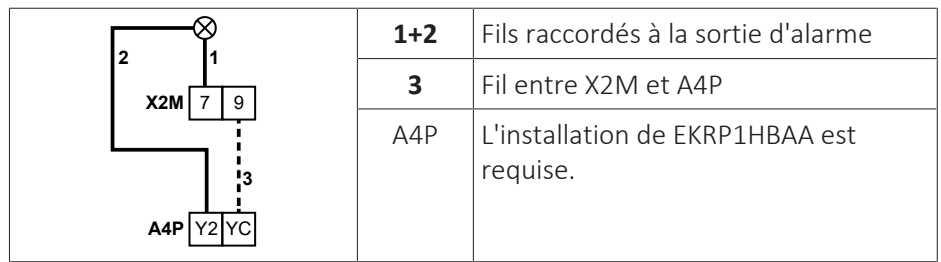 2
1
X2M 7 9
3
A4P Y2 YC
1+2 Fils raccordés à la sortie d'alarme
3 Fil entre X2M et A4P
A4P L'installation de EKRP1HBAA est
requise.